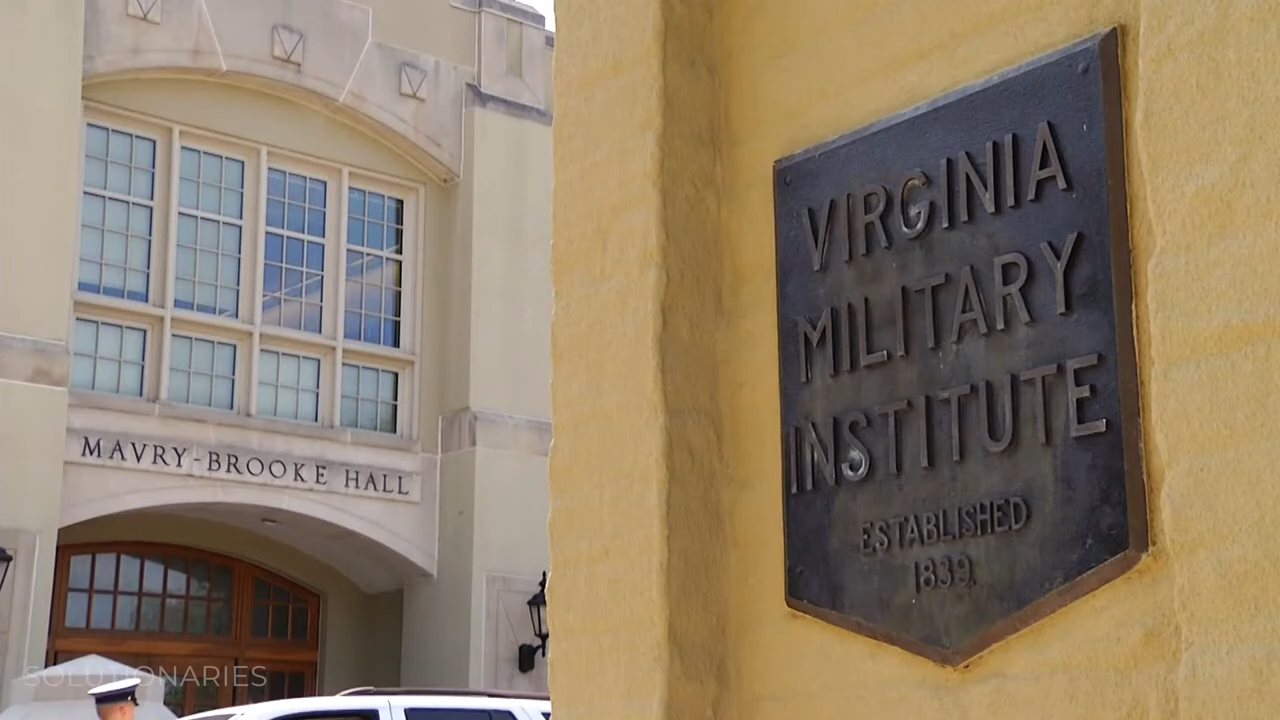 MAVRY-BROOKE HALL
VIRGINIA
MILITARY
INSTITUTE
ESTABLISHED
1839
SOLUTIONARIES